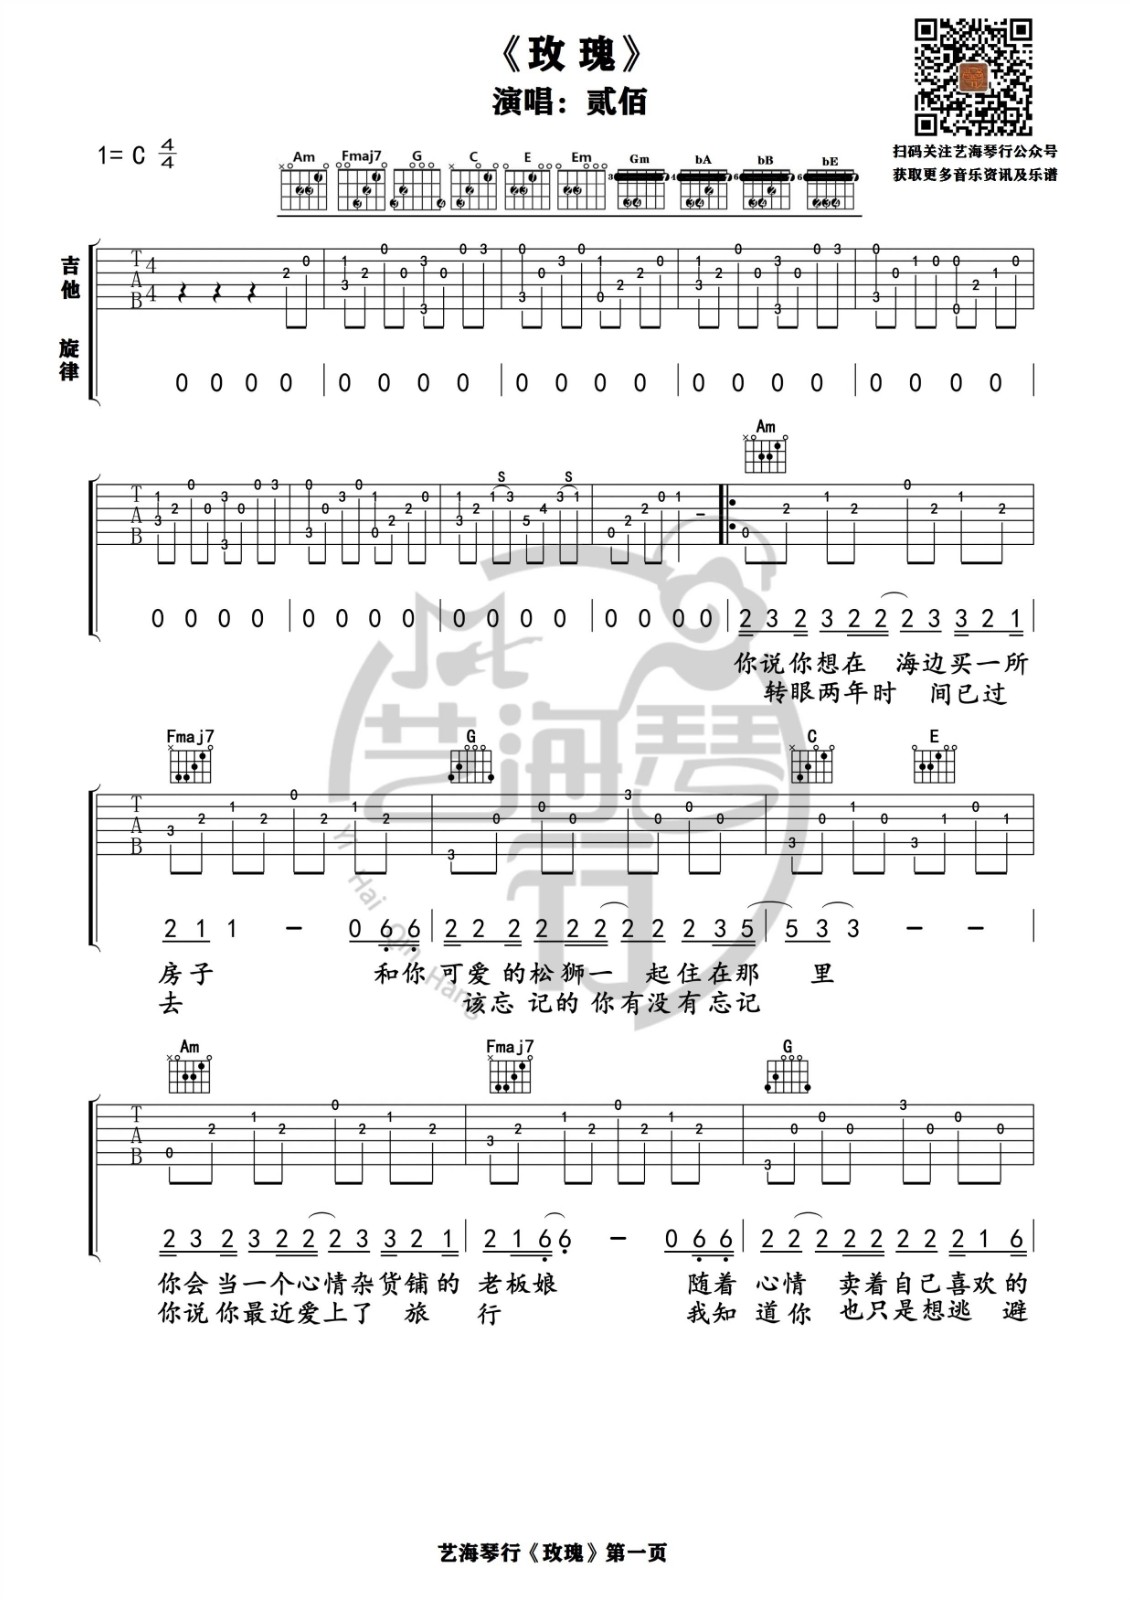 《玫瑰》
演唱：贰佰
扫码关注艺海琴行公众号
获取更多音乐资讯及乐谱
1= C 4/4
Am Fmaj7 G C E Em Gm bA bB bE
吉他
旋律
0 0 0 0 0 0 0 0 0 0 0 0 0 0 0 0 0 0 0 0
Am
S S
0 0 0 0 0 0 0 0 0 0 0 0 0 0 0 0 2 3 2 3 2 2 2 3 3 2 1
你说你想在 海边买一所
转眼两年时 间已过
Fmaj7 G C E
2 1 1 – 0 6 6 2 2 2 2 2 2 2 2 3 5 5 3 3 – –
房子 和你 可爱 的松狮一 起住在那 里
去 该忘 记的 你有没有忘记
Am Fmaj7 G
2 3 2 3 2 2 2 3 3 2 1 2 1 6 6 – 0 6 6 2 2 2 2 2 2 2 1 6
你会当一个心情杂货铺的 老板娘 随着 心情 卖着自己喜欢的
你说你最近爱上了 旅 行 我知 道你 也只是想逃 避
艺海琴行
Yi Hai Qin Hang
艺海琴行《玫瑰》第一页